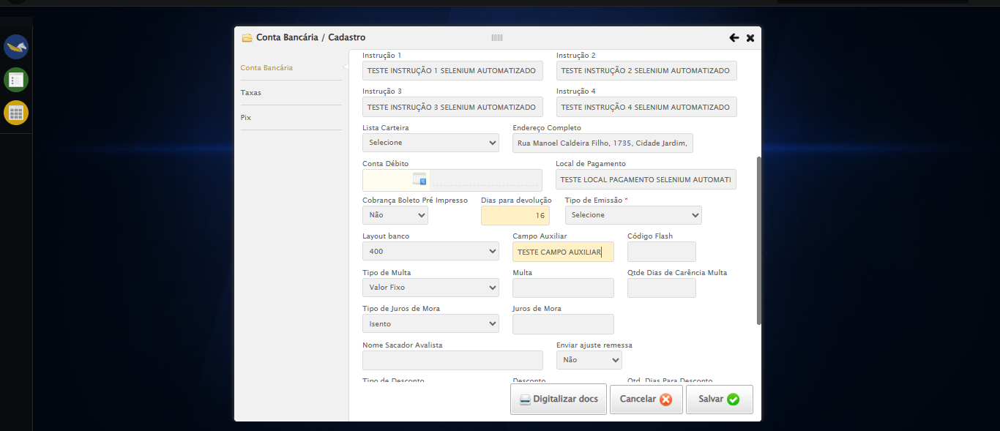 Conta Bancária / Cadastro
Conta Bancária
Taxas
Pix
Instrução 1 Instrução 2
TESTE INSTRUÇÃO 1 SELENIUM AUTOMATIZADO TESTE INSTRUÇÃO 2 SELENIUM AUTOMATIZADO
Instrução 3 Instrução 4
TESTE INSTRUÇÃO 3 SELENIUM AUTOMATIZADO TESTE INSTRUÇÃO 4 SELENIUM AUTOMATIZADO
Lista Carteira Endereço Completo
Selecione Rua Manoel Caldeira Filho, 1735, Cidade Jardim,
Conta Débito Local de Pagamento
TESTE LOCAL PAGAMENTO SELENIUM AUTOMATI
Cobrança Boleto Pré Impresso Dias para devolução Tipo de Emissão *
Não 16 Selecione
Layout banco Campo Auxiliar Código Flash
400 TESTE CAMPO AUXILIAR
Tipo de Multa Multa Qtde Dias de Carência Multa
Valor Fixo
Tipo de Juros de Mora Juros de Mora
Isento
Nome Sacador Avalista Enviar ajuste remessa
Não
Tipo de Desconto Desconto Qtd. Dias Para Desconto
Digitalizar docs Cancelar Salvar